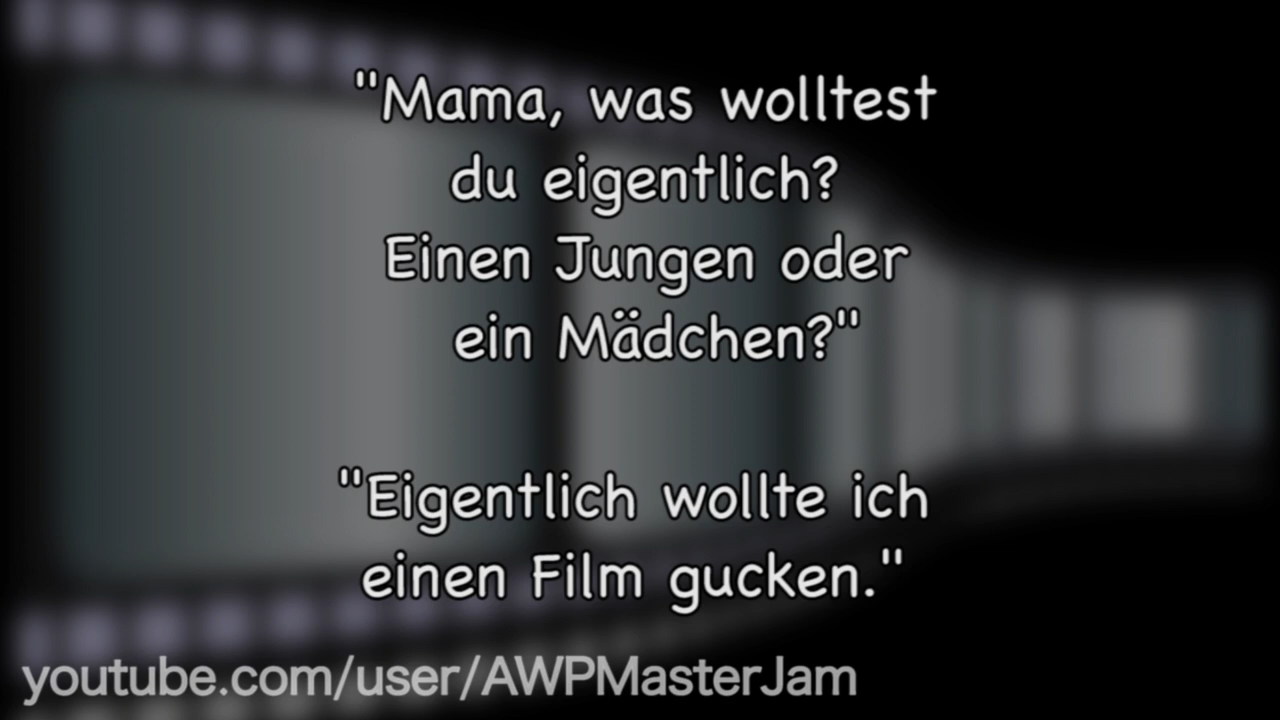 "Mama, was wolltest
du eigentlich?
Einen Jungen oder
ein Mädchen?"
"Eigentlich wollte ich
einen Film gucken."
youtube.com/user/AWPMasterJam